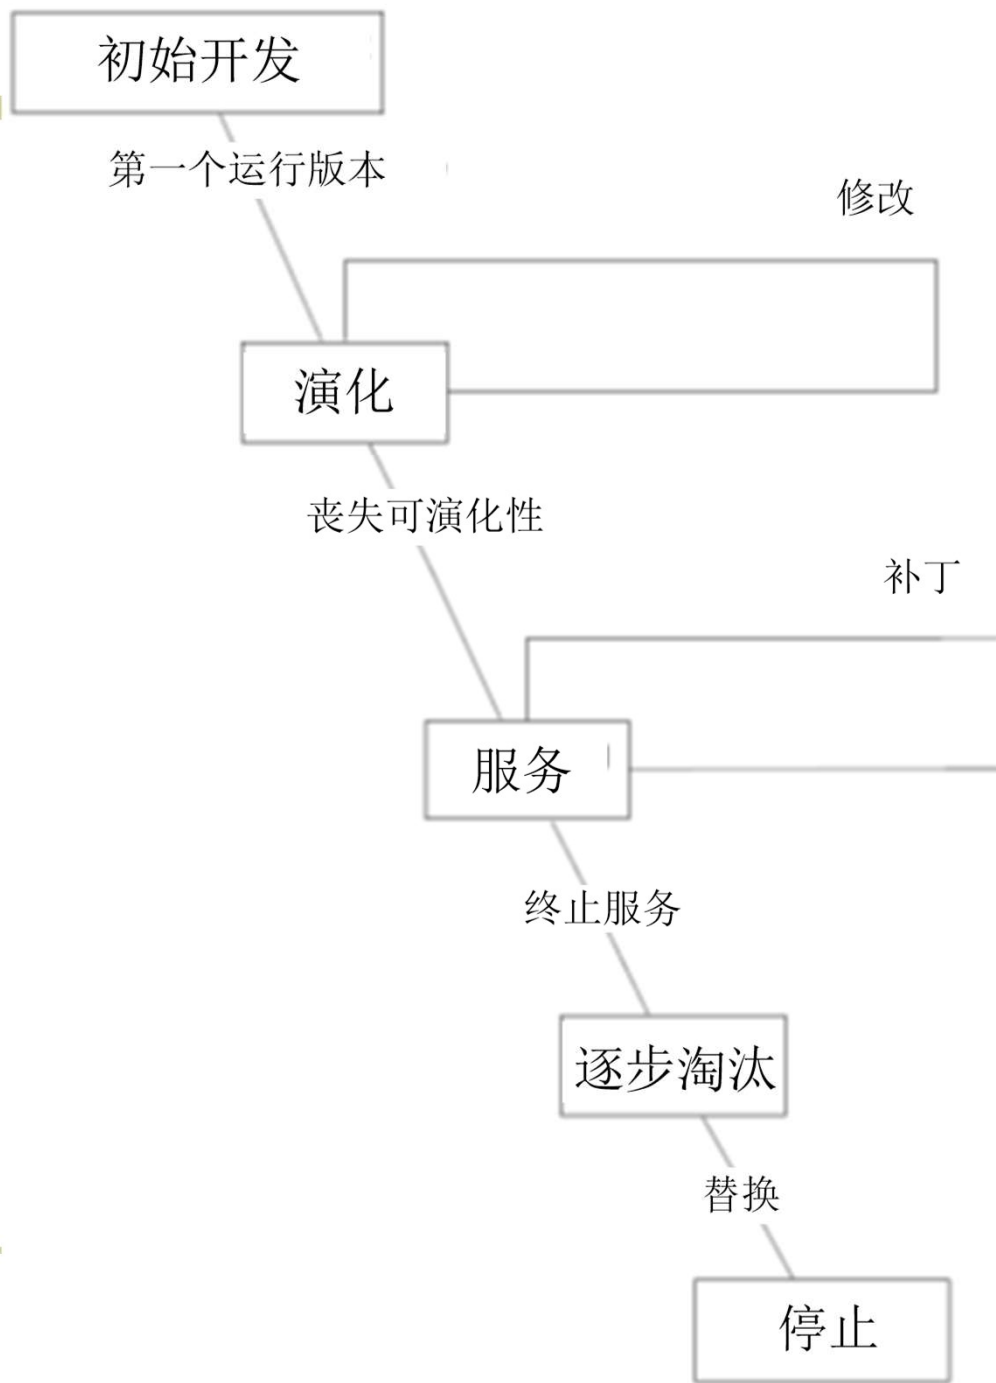 初始开发
第一个运行版本
修改
演化
丧失可演化性
补丁
服务
终止服务
逐步淘汰
替换
停止